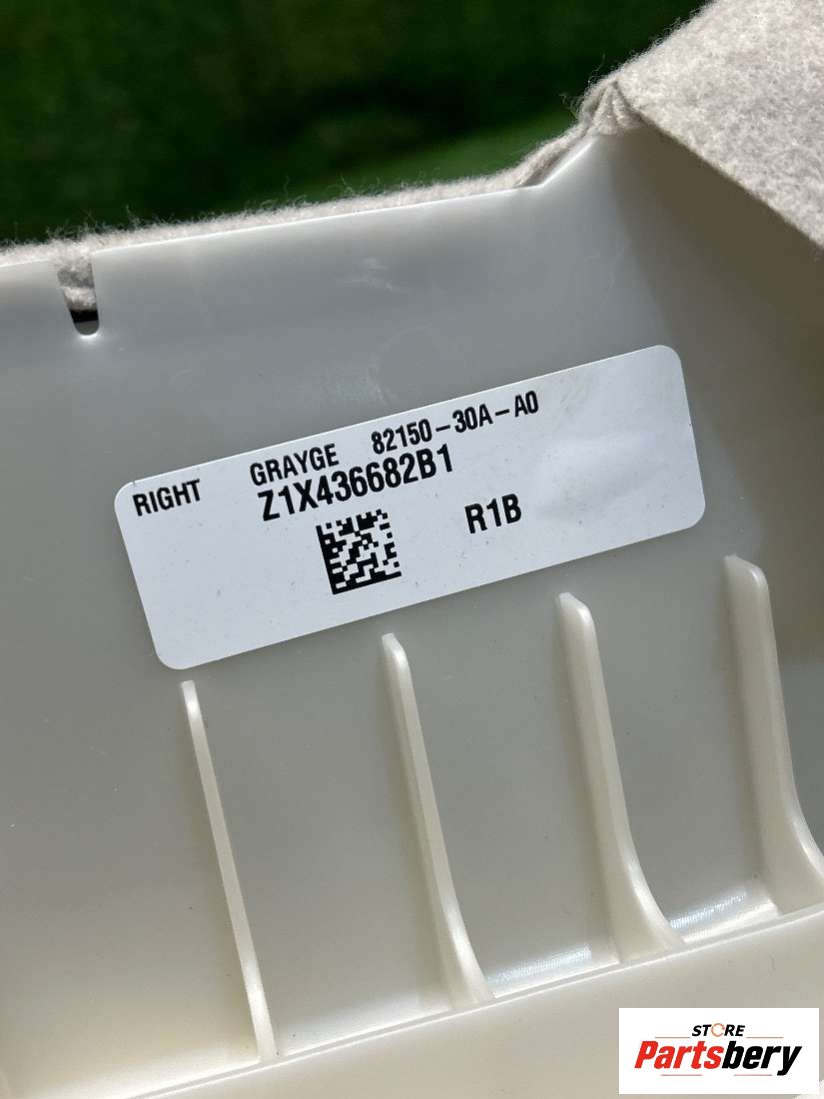 RIGHT GRAYGE 82150-30A-A0
Z1X436682B1
R1B
STORE
Partsbery